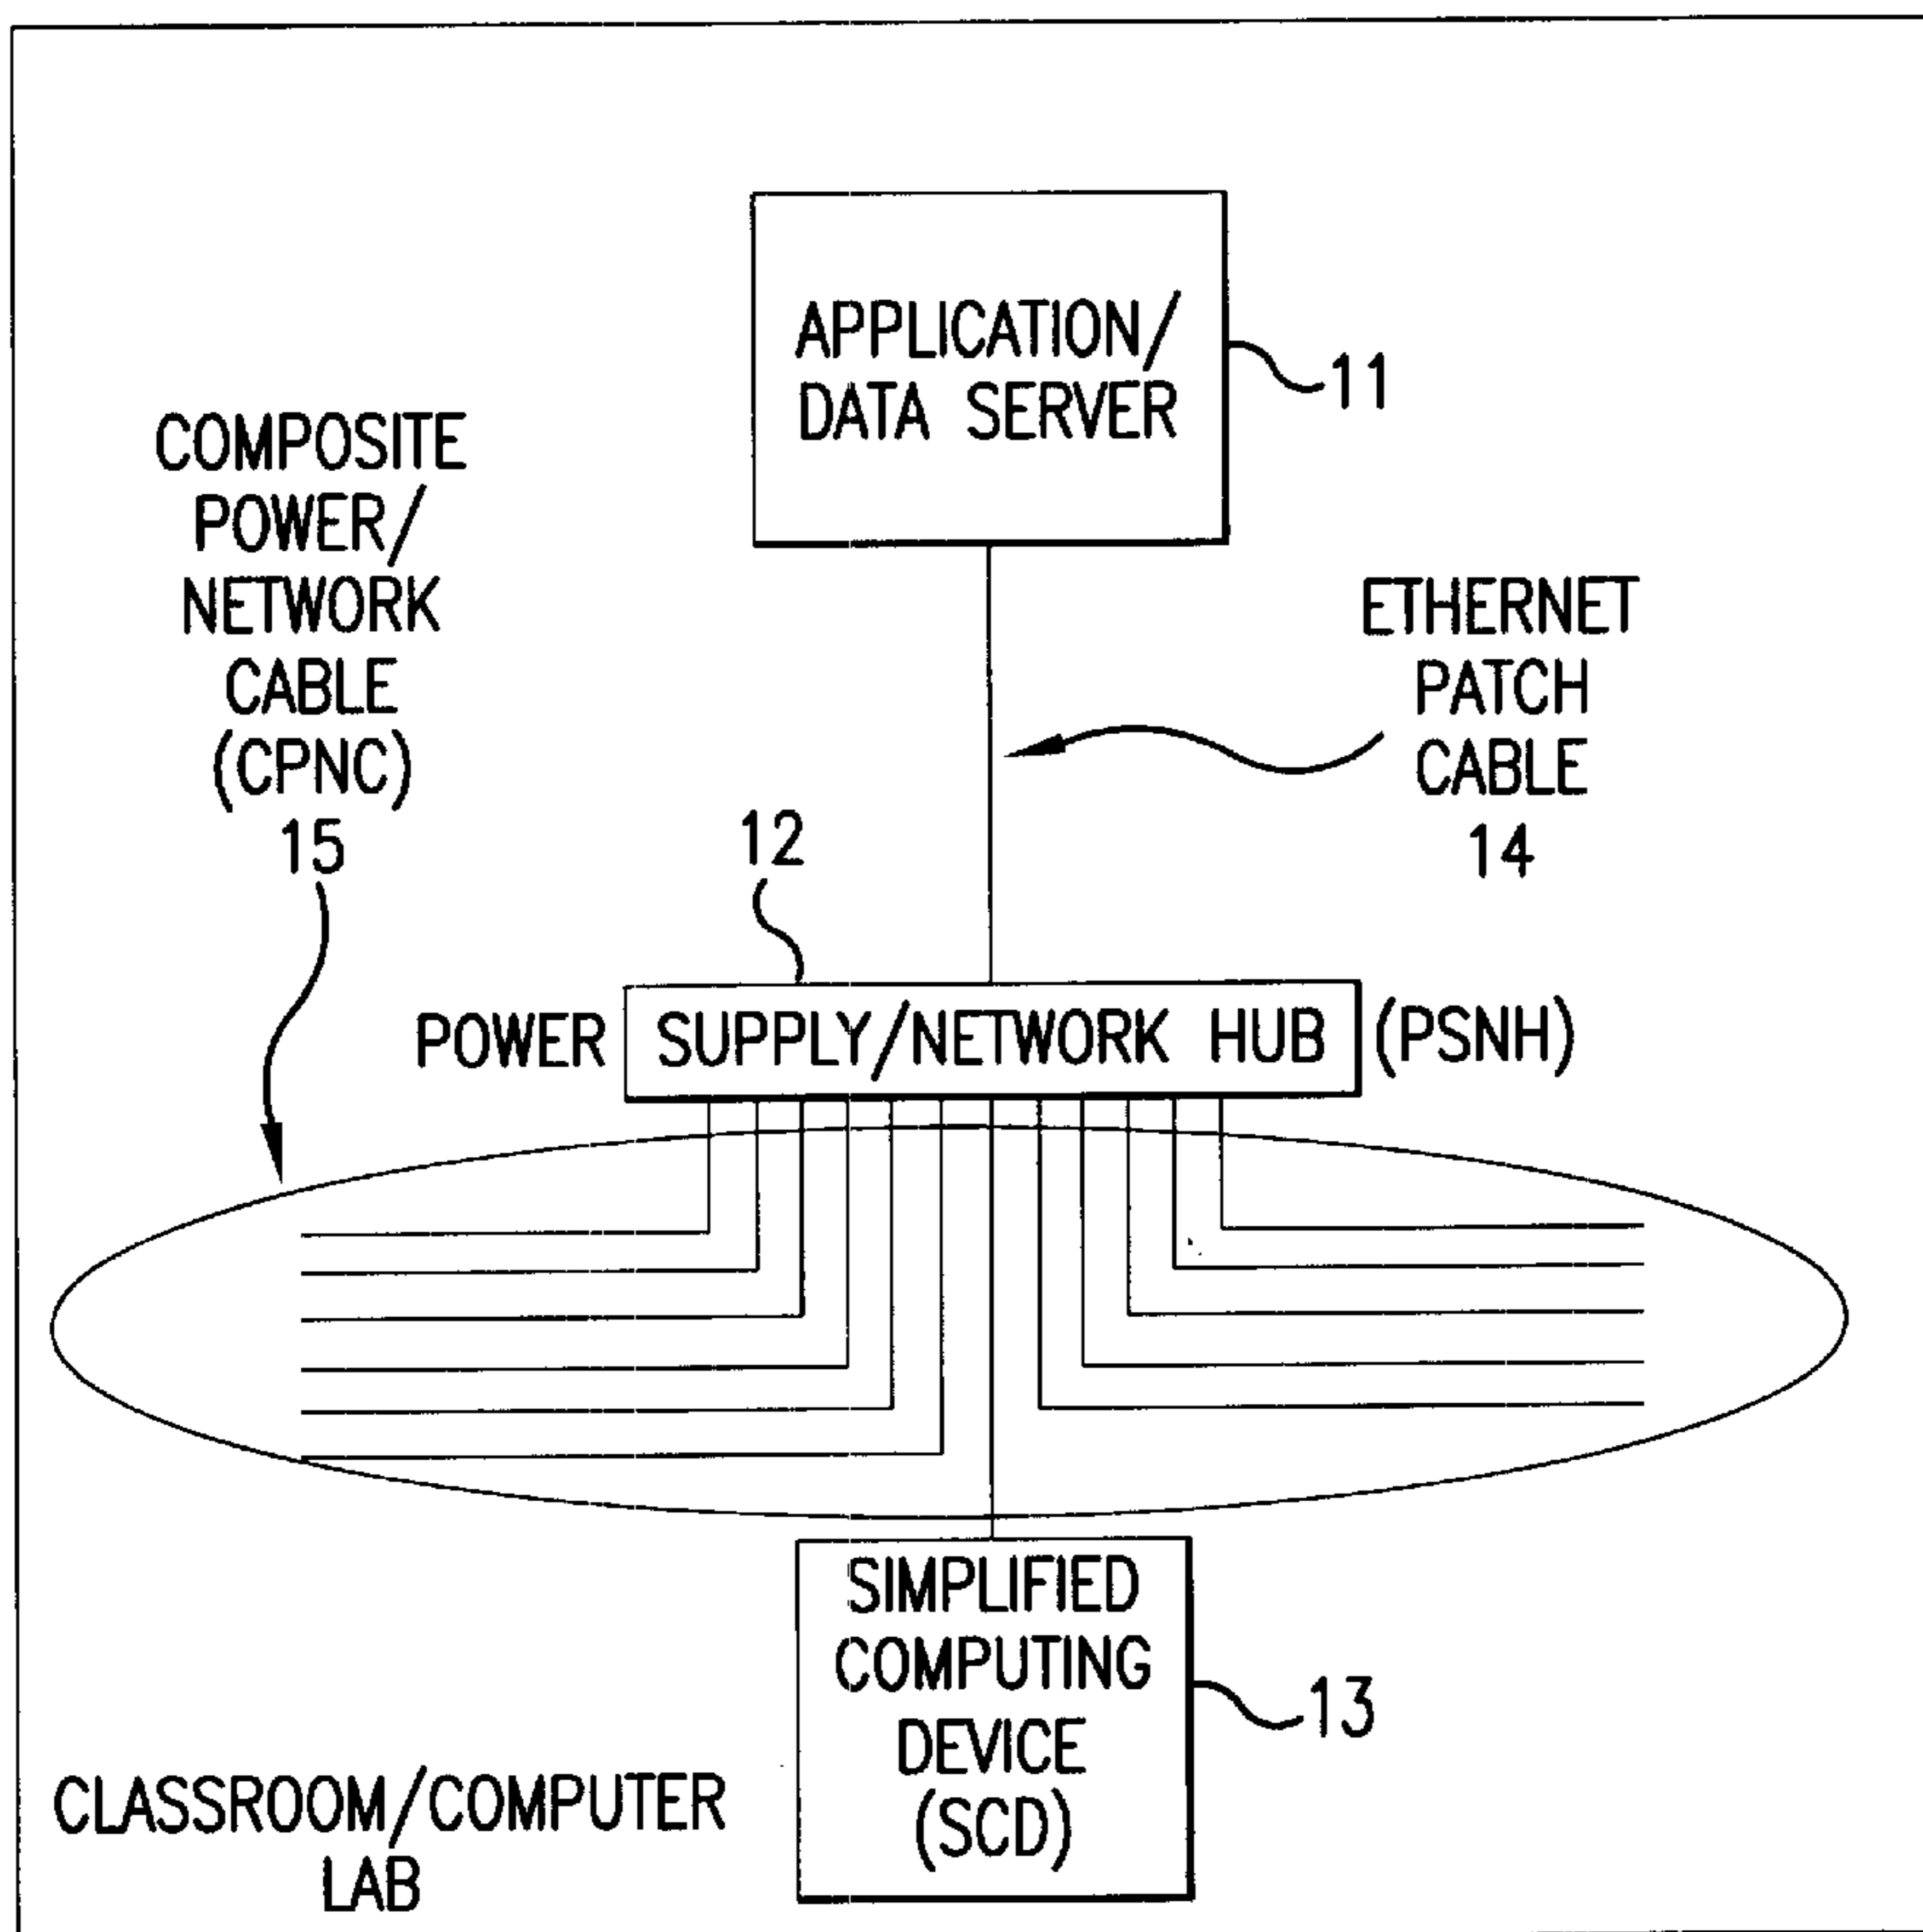 APPLICATION/
DATA SERVER
11
COMPOSITE
POWER/
NETWORK
CABLE
(CPNC)
15
ETHERNET
PATCH
CABLE
14
12
POWER SUPPLY/NETWORK HUB (PSNH)
SIMPLIFIED
COMPUTING
DEVICE
(SCD)
13
CLASSROOM/COMPUTER
LAB